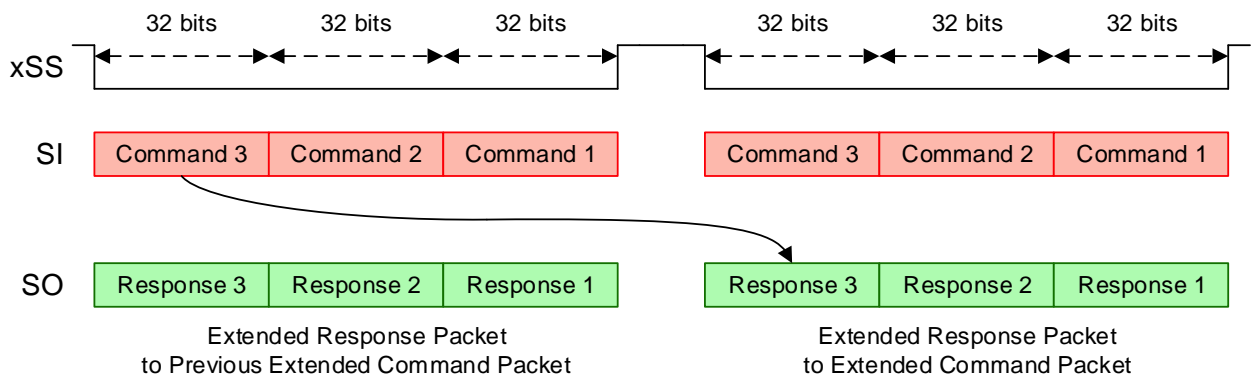 32 bits 32 bits 32 bits 32 bits 32 bits 32 bits
xSS
SI Command 3 Command 2 Command 1 Command 3 Command 2 Command 1
SO Response 3 Response 2 Response 1 Response 3 Response 2 Response 1
Extended Response Packet Extended Response Packet
to Previous Extended Command Packet to Extended Command Packet